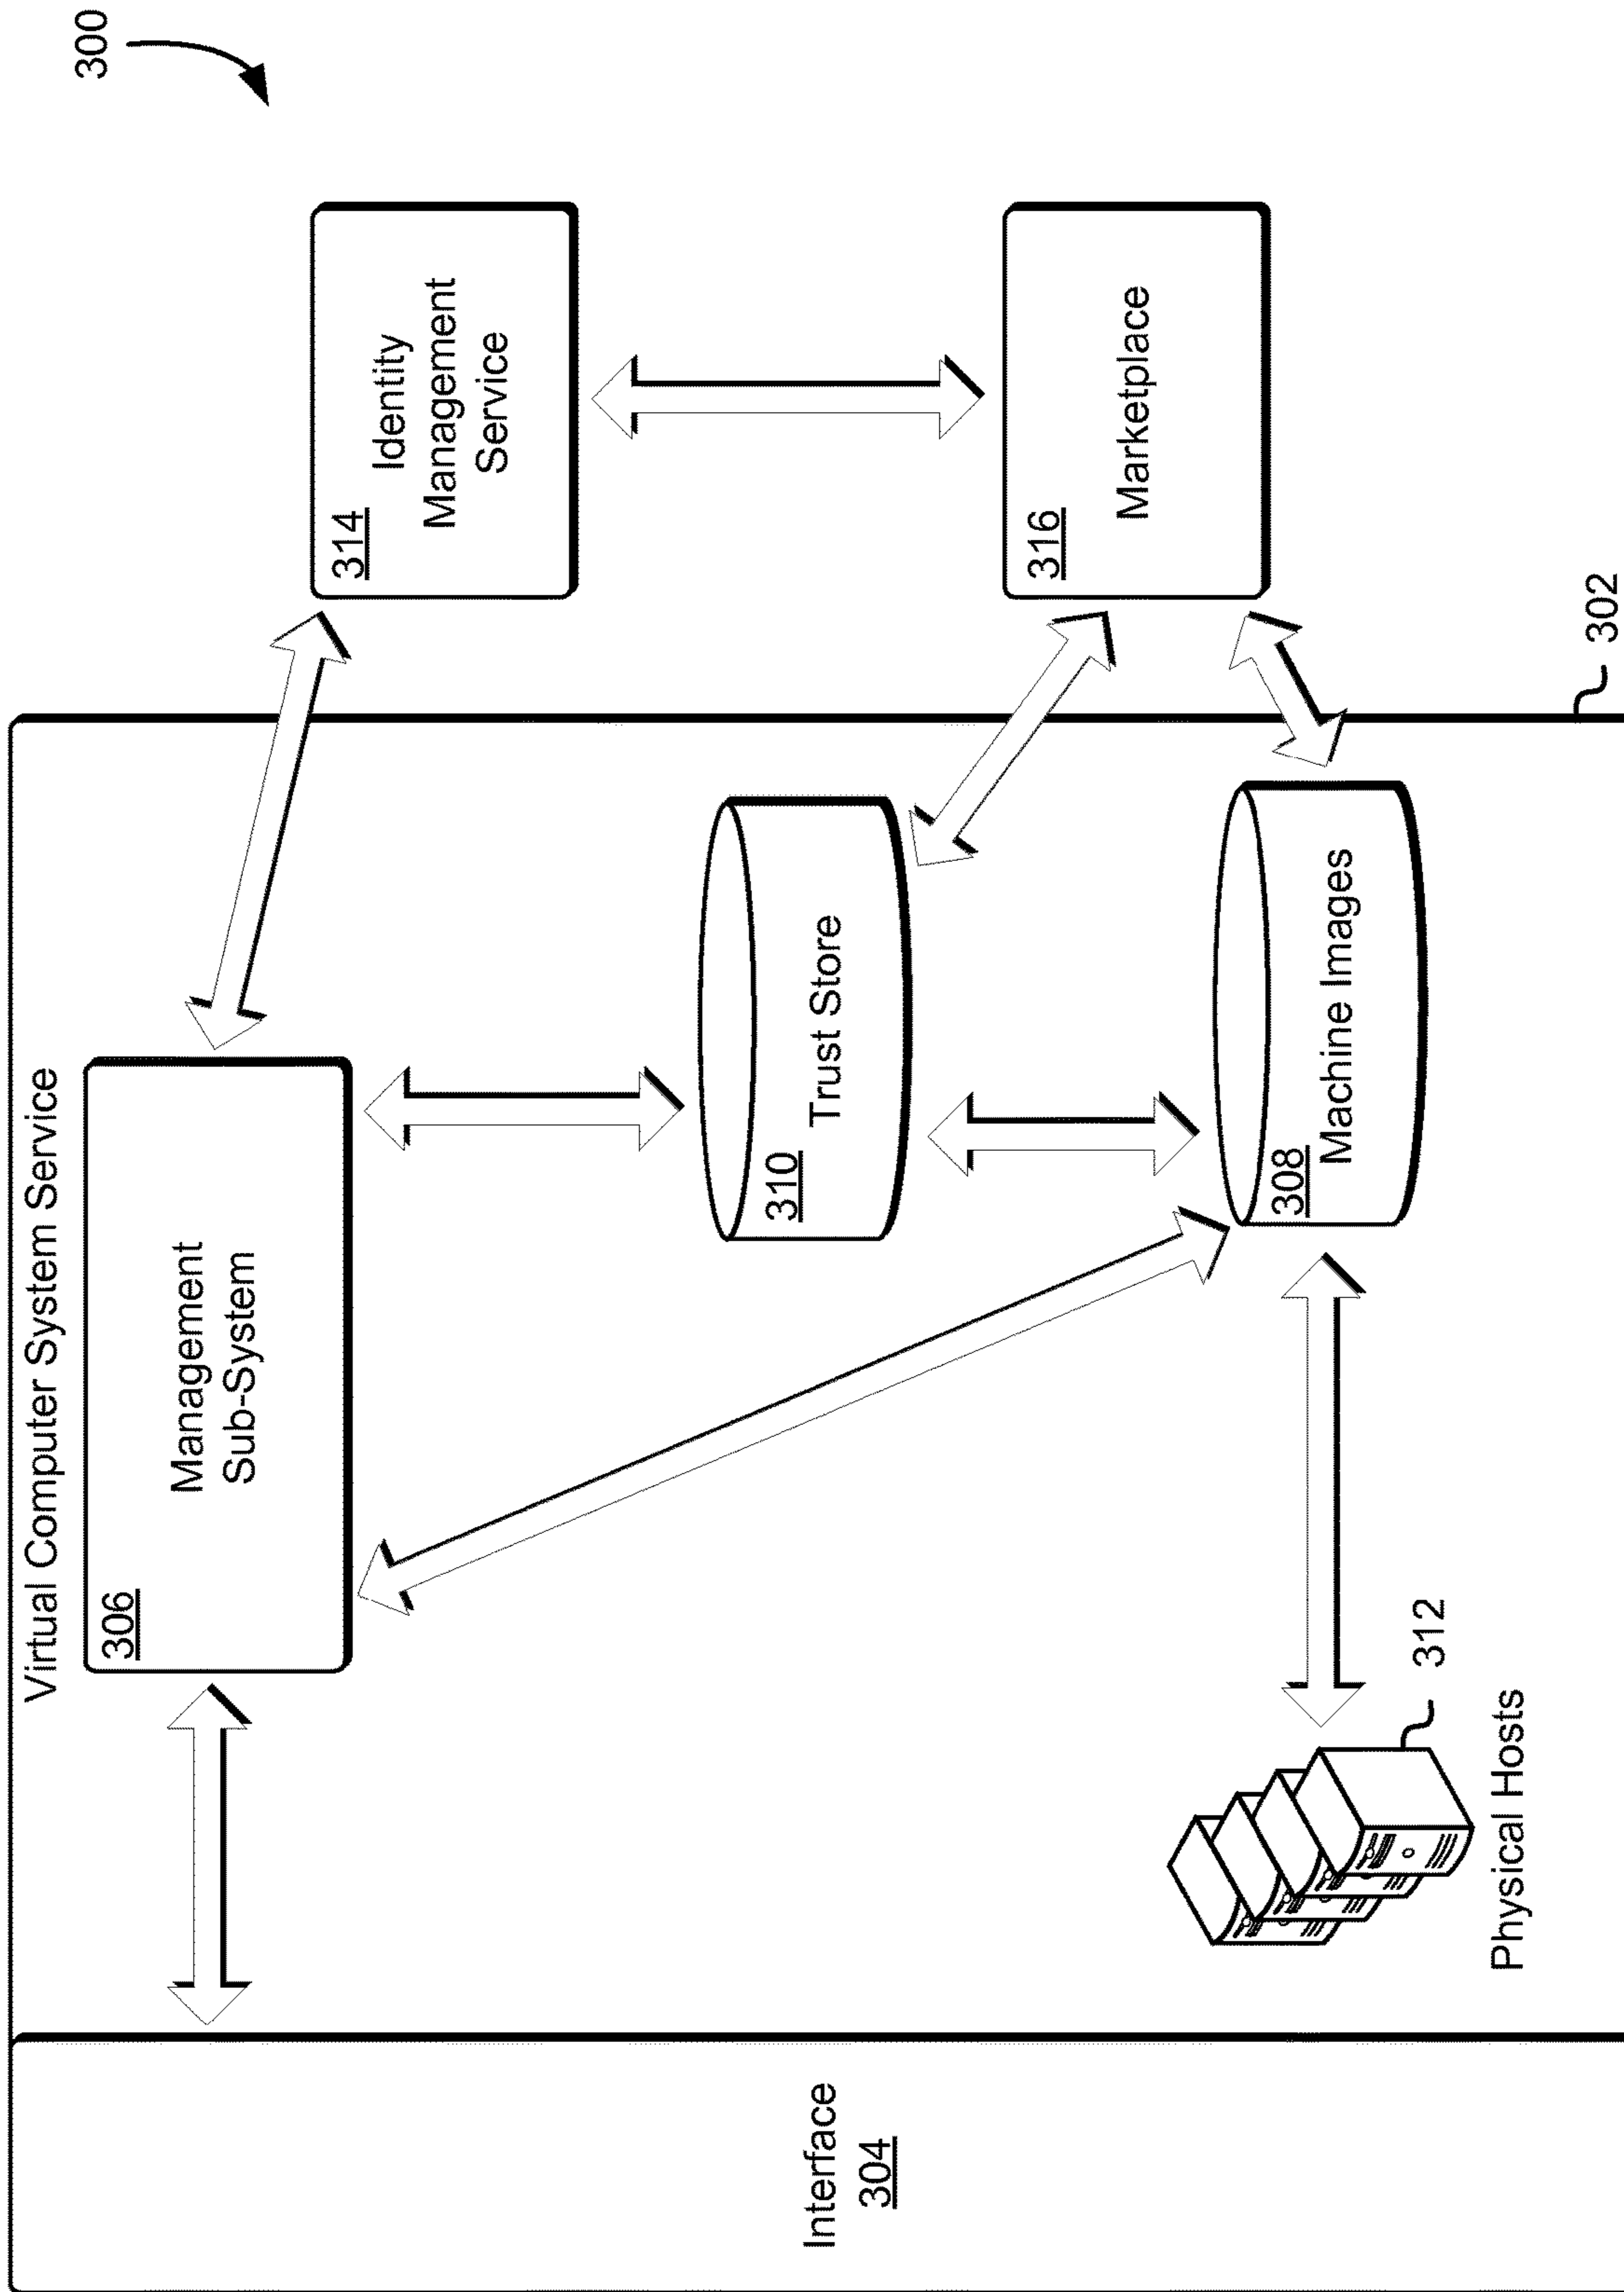 300
Virtual Computer System Service
306
Management
Sub-System
314
Identity
Management
Service
Interface
304
310
Trust Store
316
Marketplace
308
Machine Images
312
Physical Hosts
302